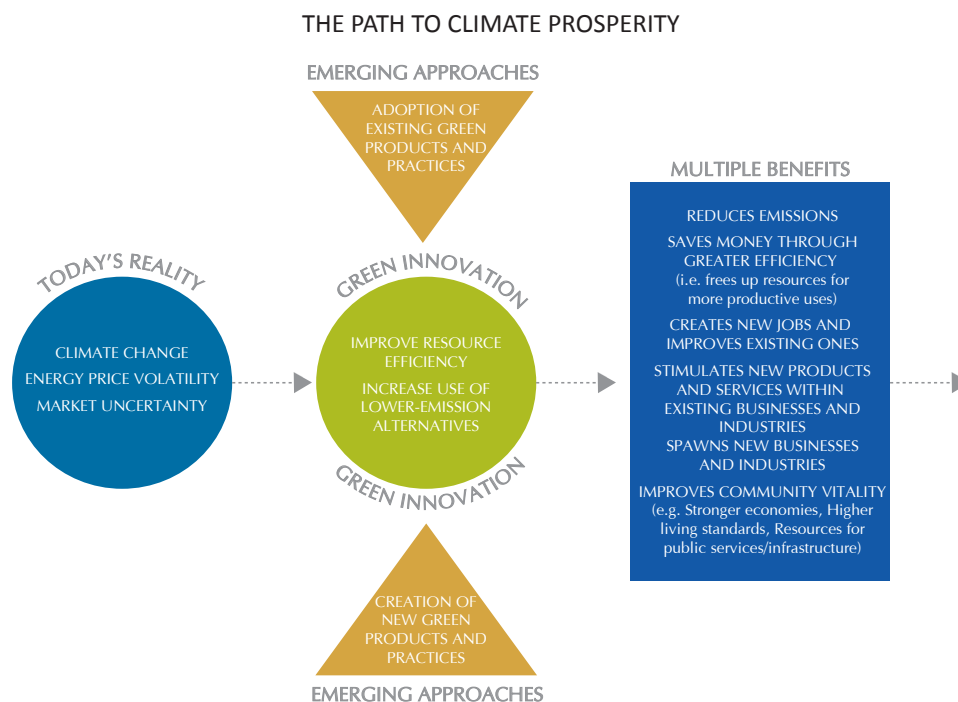 THE PATH TO CLIMATE PROSPERITY
EMERGING APPROACHES
ADOPTION OF
EXISTING GREEN
PRODUCTS AND
PRACTICES
TODAY'S REALITY
CLIMATE CHANGE
ENERGY PRICE VOLATILITY
MARKET UNCERTAINTY
GREEN INNOVATION
IMPROVE RESOURCE
EFFICIENCY
INCREASE USE OF
LOWER-EMISSION
ALTERNATIVES
GREEN INNOVATION
CREATION OF
NEW GREEN
PRODUCTS AND
PRACTICES
EMERGING APPROACHES
MULTIPLE BENEFITS
REDUCES EMISSIONS
SAVES MONEY THROUGH
GREATER EFFICIENCY
(i.e. frees up resources for
more productive uses)
CREATES NEW JOBS AND
IMPROVES EXISTING ONES
STIMULATES NEW PRODUCTS
AND SERVICES WITHIN
EXISTING BUSINESSES AND
INDUSTRIES
SPAWNS NEW BUSINESSES
AND INDUSTRIES
IMPROVES COMMUNITY VITALITY
(e.g. Stronger economies, Higher
living standards, Resources for
public services/infrastructure)